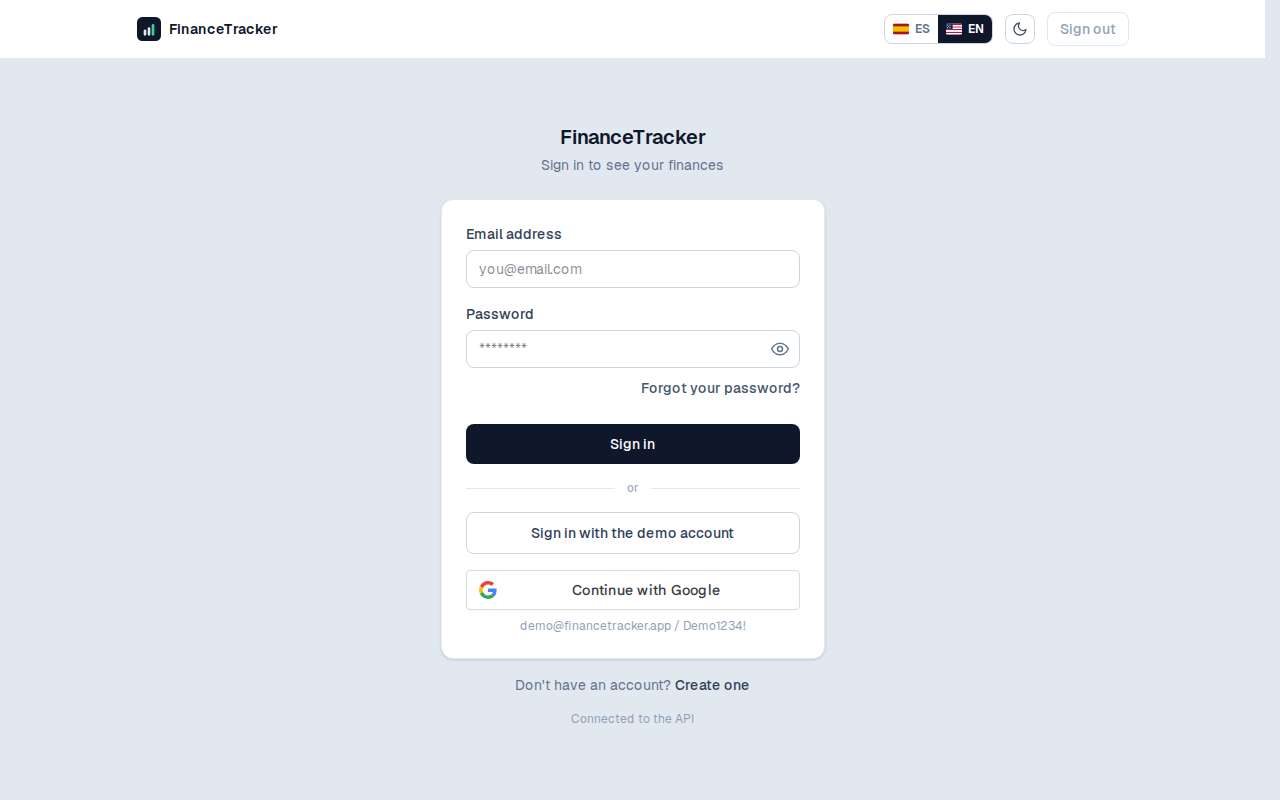 FinanceTracker
ES
EN
Sign out
FinanceTracker
Sign in to see your finances
Email address
you@email.com
Password
********
Forgot your password?
Sign in
or
Sign in with the demo account
Continue with Google
demo@financetracker.app / Demo1234!
Don't have an account? Create one
Connected to the API